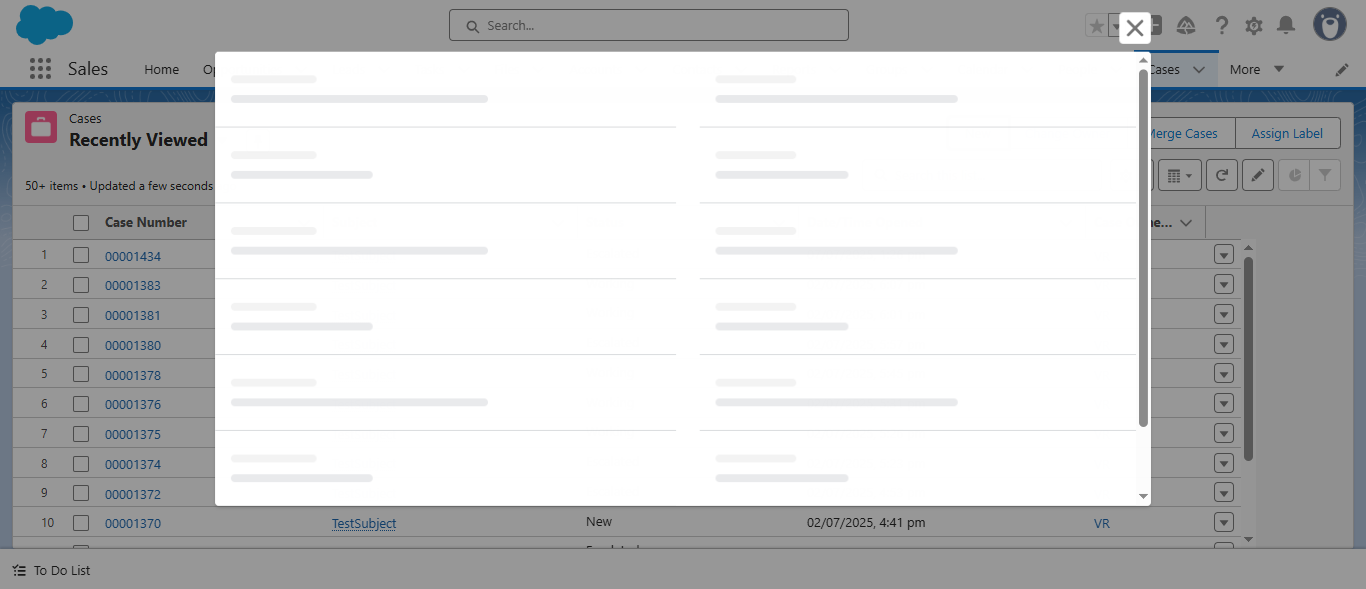 Search...
Sales
Home
Op
Cases
More
Cases
Recently Viewed
Merge Cases
Assign Label
50+ items • Updated a few seconds
Case Number
e...
1 00001434
2 00001383
3 00001381
4 00001380
5 00001378
6 00001376
7 00001375
8 00001374
9 00001372
10 00001370 TestSubject New 02/07/2025, 4:41 pm VR
To Do List